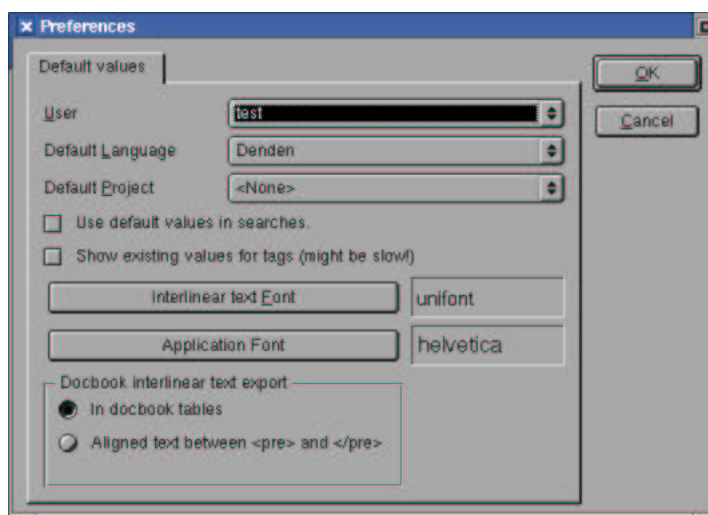 Preferences
Default values
OK
User
test
Cancel
Default Language
Denden
Default Project
<None>
Use default values in searches.
Show existing values for tags (might be slow!)
Interlinear text Font
unifont
Application Font
helvetica
Docbook interlinear text export
In docbook tables
Aligned text between <pre> and </pre>